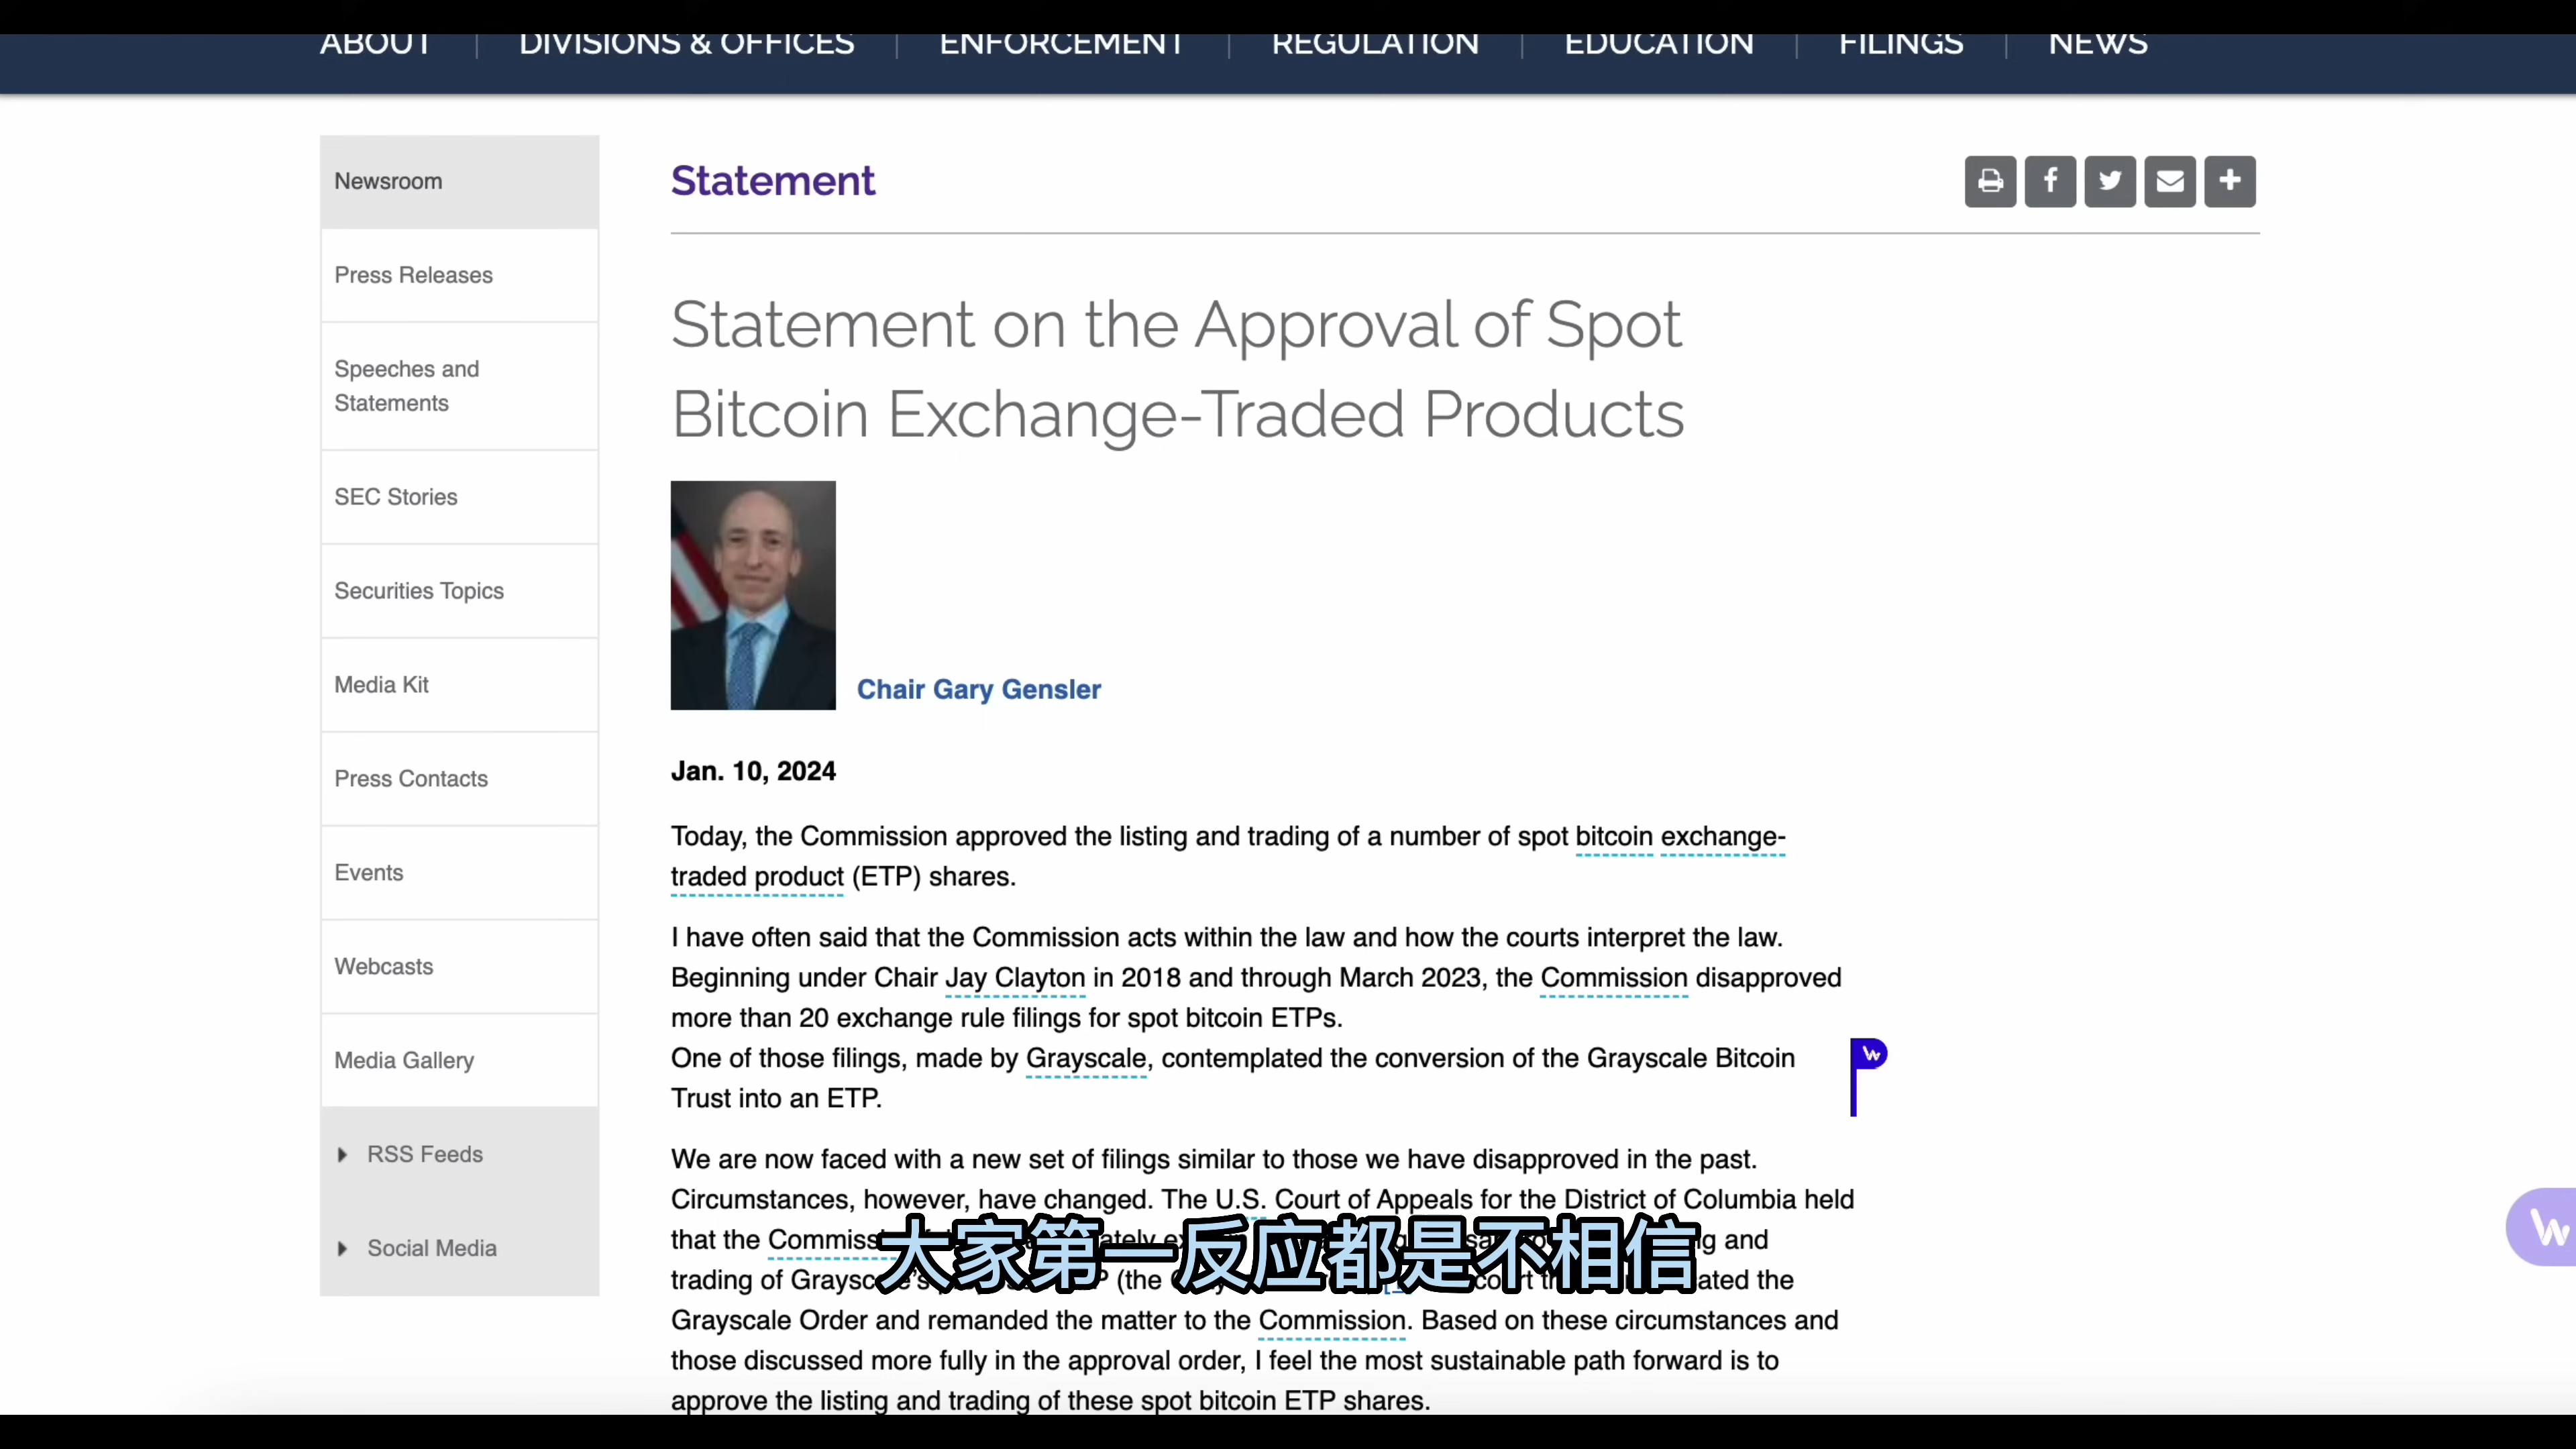 ABOUT
DIVISIONS & OFFICES
ENFORCEMENT
REGULATION
EDUCATION
FILINGS
NEWS
Newsroom
Press Releases
Speeches and
Statements
SEC Stories
Securities Topics
Media Kit
Press Contacts
Events
Webcasts
Media Gallery
RSS Feeds
Social Media
Statement
Statement on the Approval of Spot
Bitcoin Exchange-Traded Products
Chair Gary Gensler
Jan. 10, 2024
Today, the Commission approved the listing and trading of a number of spot bitcoin exchange-
traded product (ETP) shares.
I have often said that the Commission acts within the law and how the courts interpret the law.
Beginning under Chair Jay Clayton in 2018 and through March 2023, the Commission disapproved
more than 20 exchange rule filings for spot bitcoin ETPs.
One of those filings, made by Grayscale, contemplated the conversion of the Grayscale Bitcoin
Trust into an ETP.
We are now faced with a new set of filings similar to those we have disapproved in the past.
Circumstances, however, have changed. The U.S. Court of Appeals for the District of Columbia held
that the and
trading of (the the
Grayscale Order and remanded the matter to the Commission. Based on these circumstances and
those discussed more fully in the approval order, I feel the most sustainable path forward is to
approve the listing and trading of these spot bitcoin ETP shares.
大家第一反应都是不相信